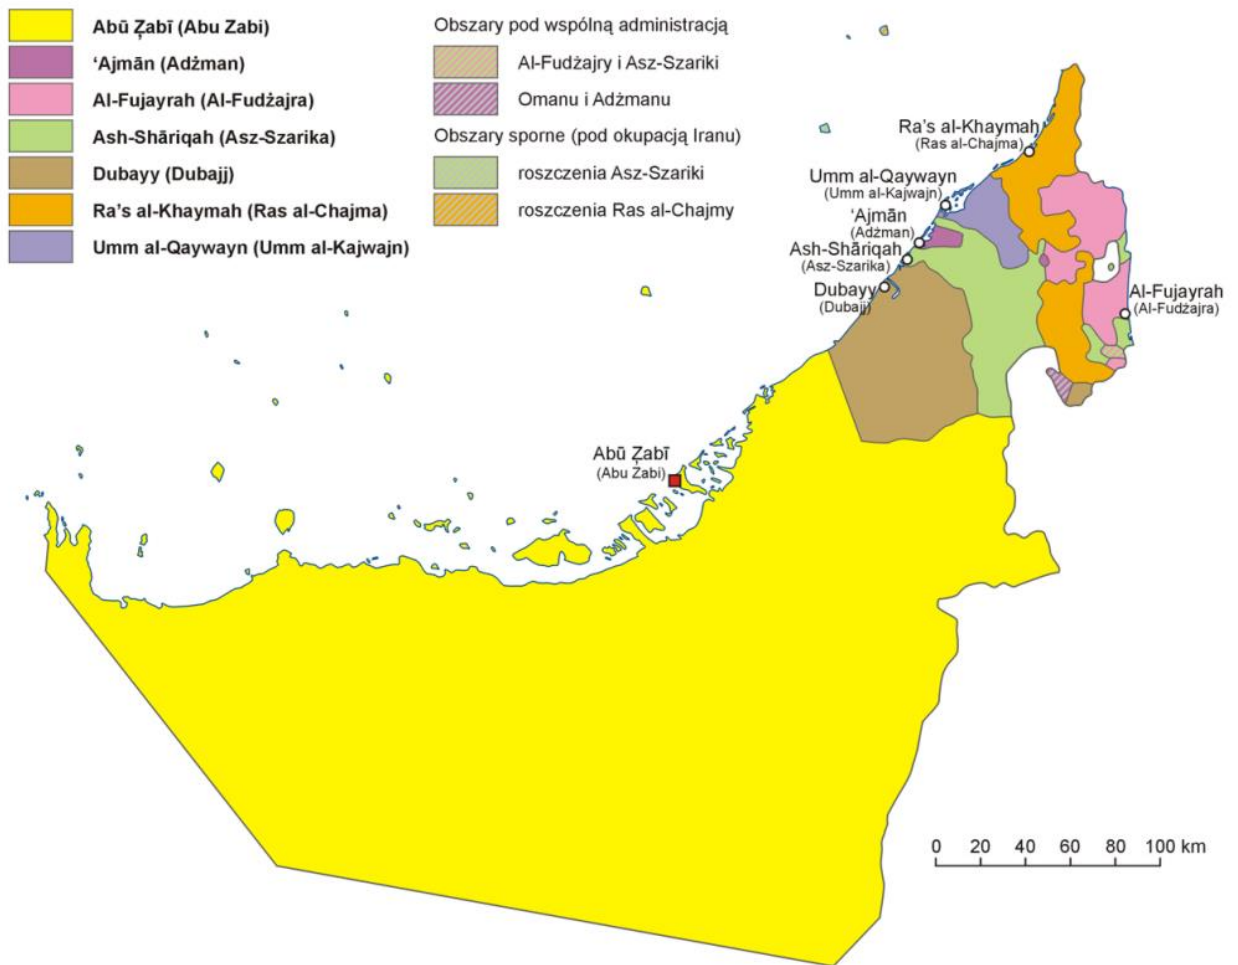 Abū Z̧abī (Abu Zabi)
‘Ajmān (Adżman)
Al-Fujayrah (Al-Fudżajra)
Ash-Shāriqah (Asz-Szarika)
Dubayy (Dubajj)
Ra’s al-Khaymah (Ras al-Chajma)
Umm al-Qaywayn (Umm al-Kajwajn)
Obszary pod wspólną administracją
Al-Fudżajry i Asz-Szariki
Omanu i Adżmanu
Obszary sporne (pod okupacją Iranu)
roszczenia Asz-Szariki
roszczenia Ras al-Chajmy
Ra’s al-Khaymah
(Ras al-Chajma)
Umm al-Qaywayn
(Umm al-Kajwajn)
‘Ajmān
(Adżman)
Ash-Shāriqah
(Asz-Szarika)
Dubayy
(Dubajj)
Al-Fujayrah
(Al-Fudżajra)
Abū Z̧abī
(Abu Zabi)
0 20 40 60 80 100 km